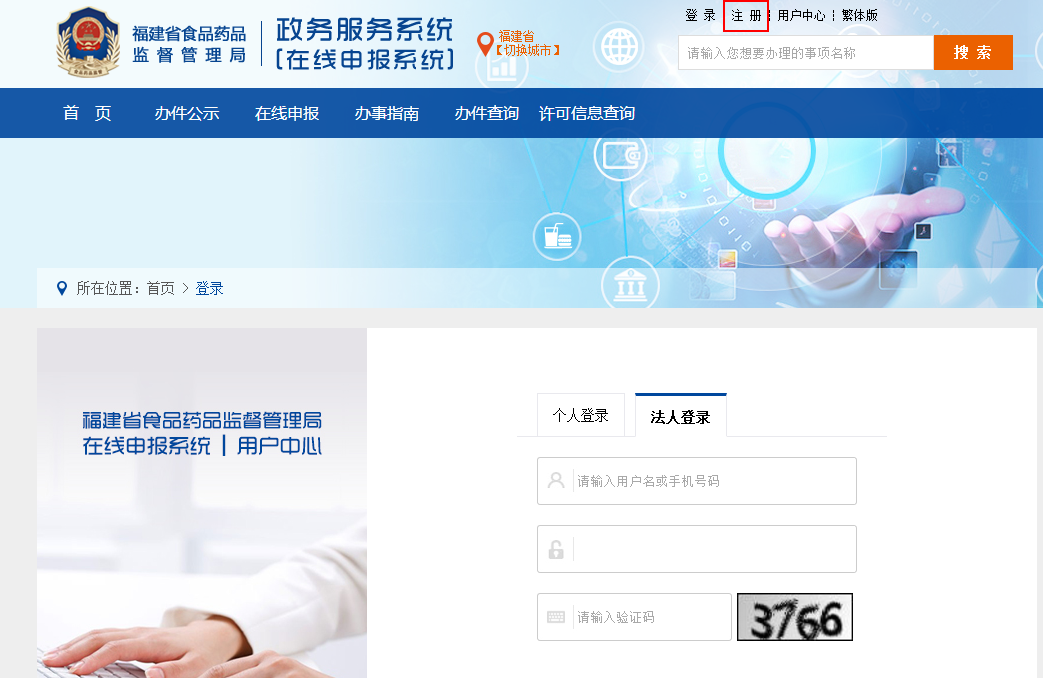 福建省食品药品
监督管理局
政务服务系统
[在线申报系统]
福建省
【切换城市】
登 录 ¦ 注 册 ¦ 用户中心 ¦ 繁体版
请输入您想要办理的事项名称
搜 索
首 页 办件公示 在线申报 办事指南 办件查询 许可信息查询
所在位置：首页 > 登录
福建省食品药品监督管理局
在线申报系统 | 用户中心
个人登录 法人登录
请输入用户名或手机号码
请输入验证码 3766